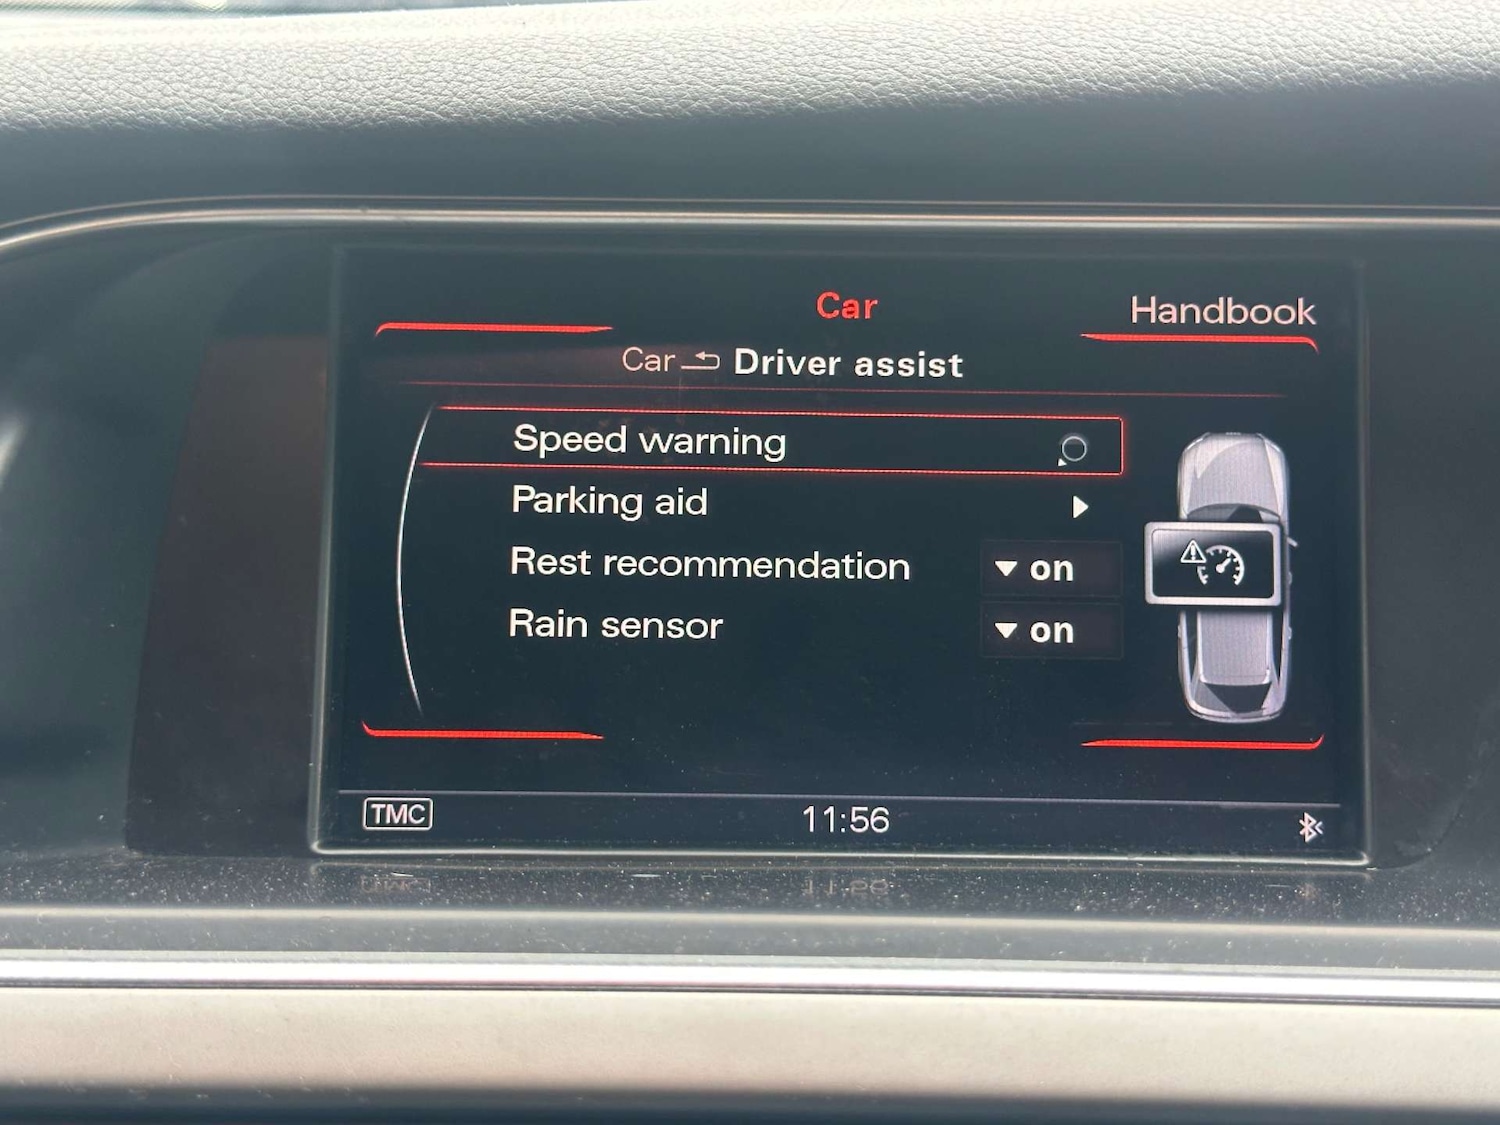 Car
Handbook
Car Driver assist
Speed warning
Parking aid
Rest recommendation on
Rain sensor on
TMC 11:56